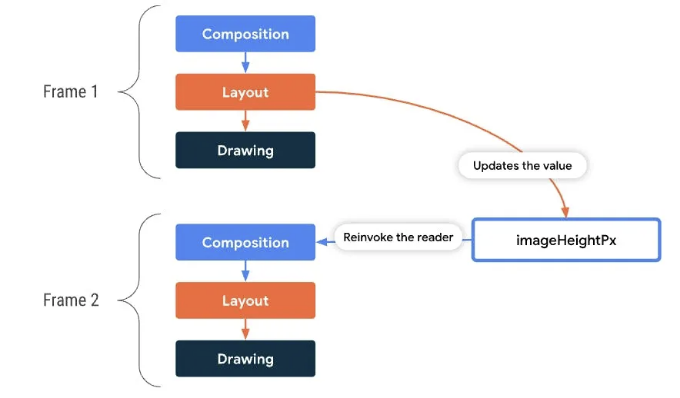 Composition
Frame 1
Layout
Drawing
Updates the value
Composition
Reinvoke the reader
imageHeightPx
Frame 2
Layout
Drawing